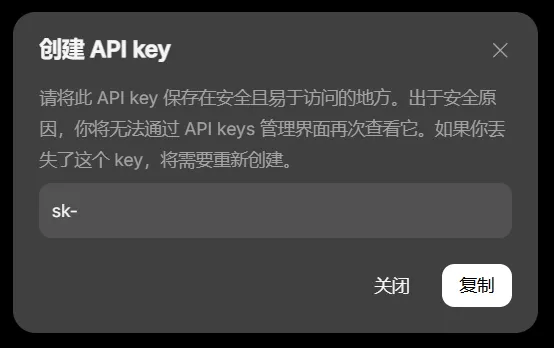 创建 API key
请将此 API key 保存在安全且易于访问的地方。出于安全原
因，你将无法通过 API keys 管理界面再次查看它。如果你丢
失了这个 key，将需要重新创建。
sk-
关闭 复制